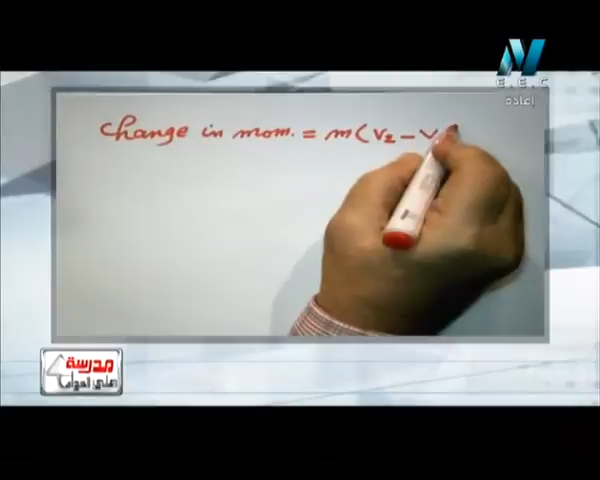 E.E.C
إعادة
Change in mom. = m (v₂ - v
مدرسة
على الهواء